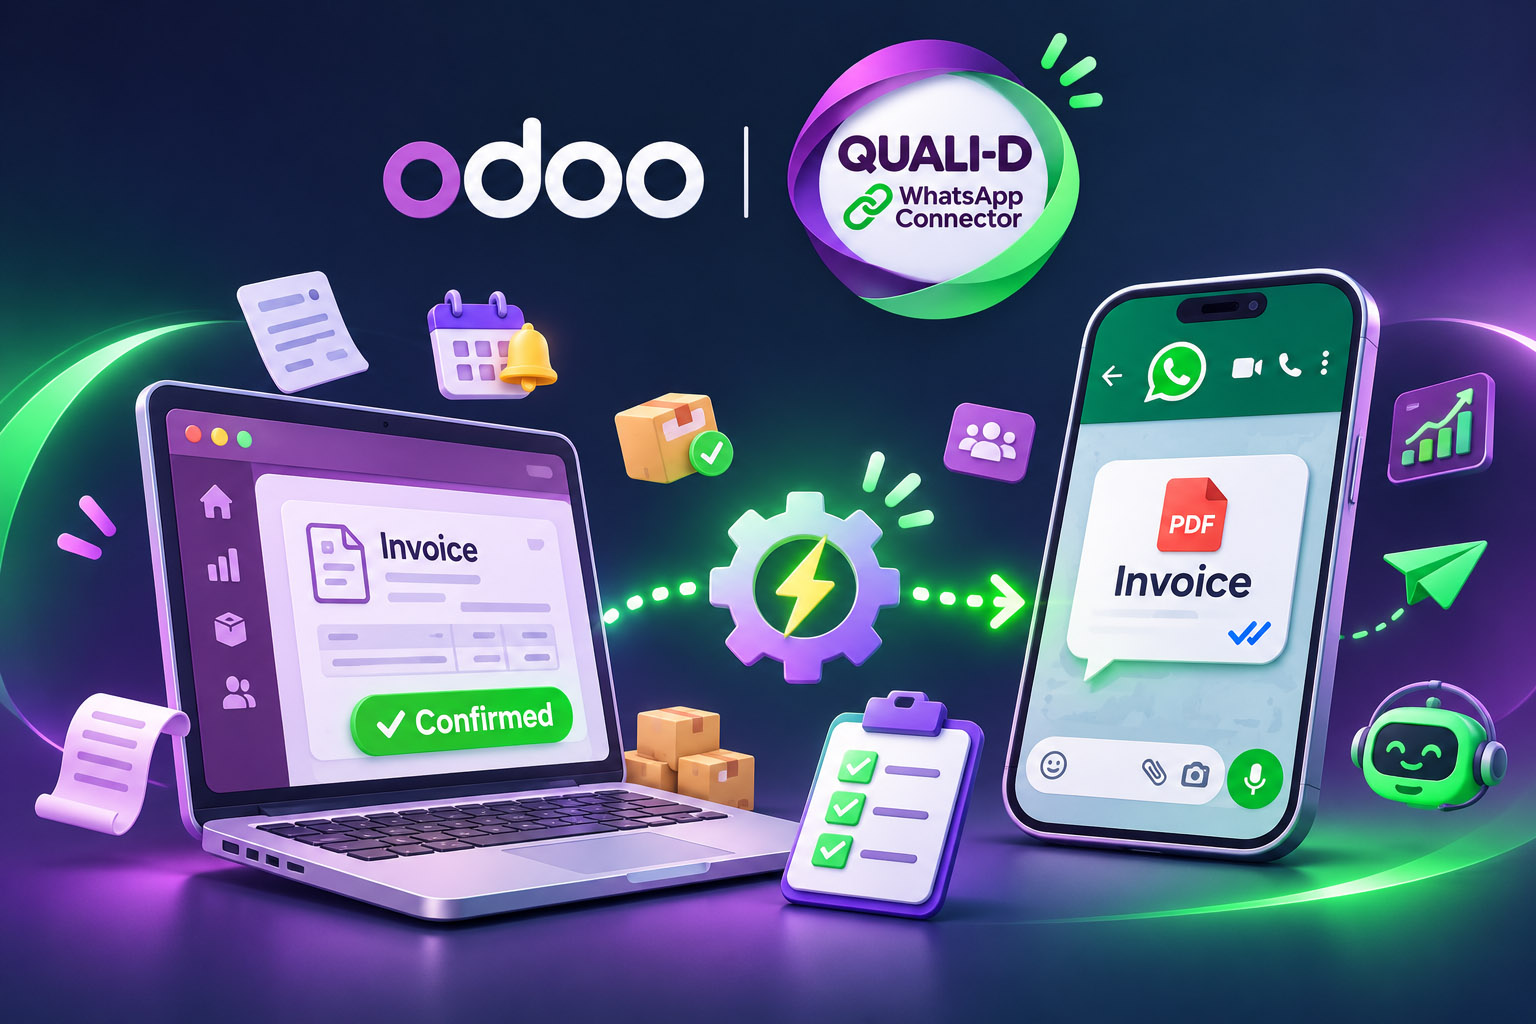 odoo
QUALI-D
WhatsApp
Connector
Invoice
Confirmed
PDF
Invoice